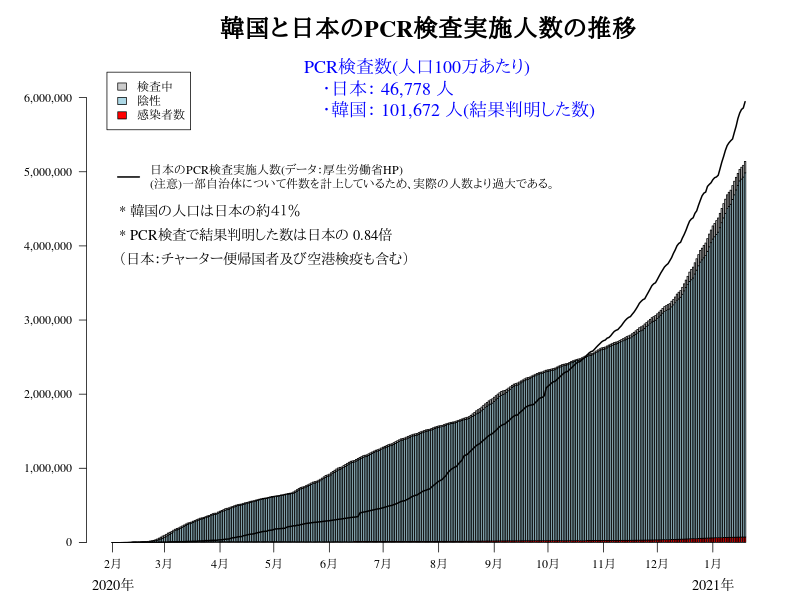 韓国と日本のPCR検査実施人数の推移
PCR検査数(人口100万あたり)
・日本： 46,778 人
・韓国： 101,672 人(結果判明した数)
検査中
陰性
感染者数
日本のPCR検査実施人数(データ：厚生労働省HP)
(注意)一部自治体について件数を計上しているため、実際の人数より過大である。
* 韓国の人口は日本の約41％
* PCR検査で結果判明した数は日本の 0.84倍
（日本：チャーター便帰国者及び空港検疫も含む）
6,000,000
5,000,000
4,000,000
3,000,000
2,000,000
1,000,000
0
2月 3月 4月 5月 6月 7月 8月 9月 10月 11月 12月 1月
2020年 2021年